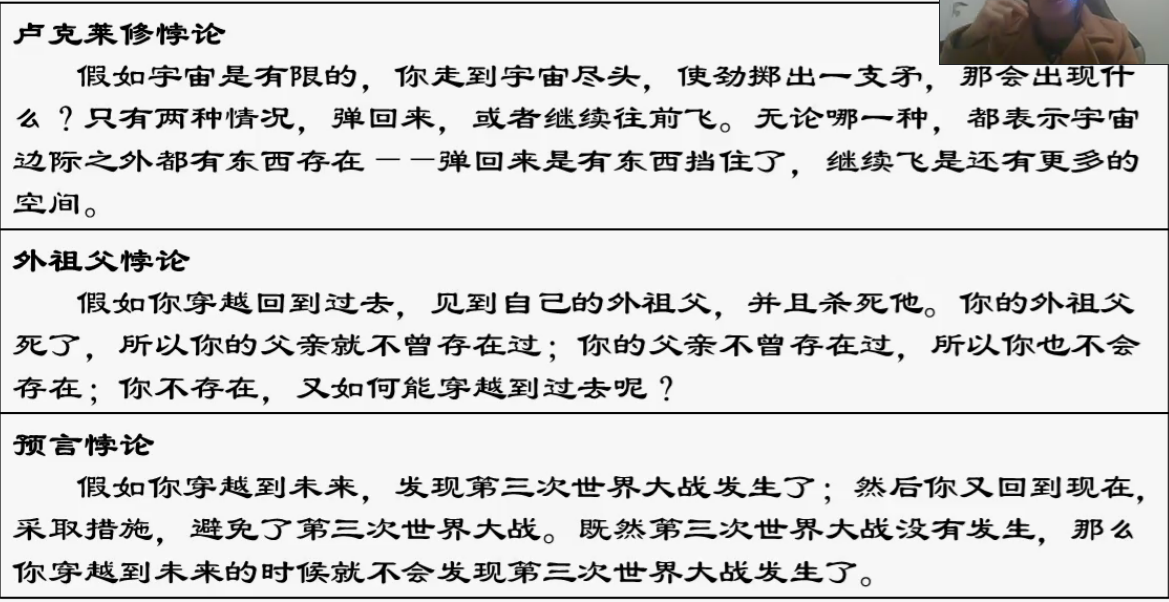 卢克莱修悖论
假如宇宙是有限的，你走到宇宙尽头，使劲掷出一支矛，那会出现什
么？只有两种情况，弹回来，或者继续往前飞。无论哪一种，都表示宇宙
边际之外都有东西存在——弹回来是有东西挡住了，继续飞是还有更多的
空间。
外祖父悖论
假如你穿越回到过去，见到自己的外祖父，并且杀死他。你的外祖父
死了，所以你的父亲就不曾存在过；你的父亲不曾存在过，所以你也不会
存在；你不存在，又如何能穿越到过去呢？
预言悖论
假如你穿越到未来，发现第三次世界大战发生了；然后你又回到现在，
采取措施，避免了第三次世界大战。既然第三次世界大战没有发生，那么
你穿越到未来的时候就不会发现第三次世界大战发生了。